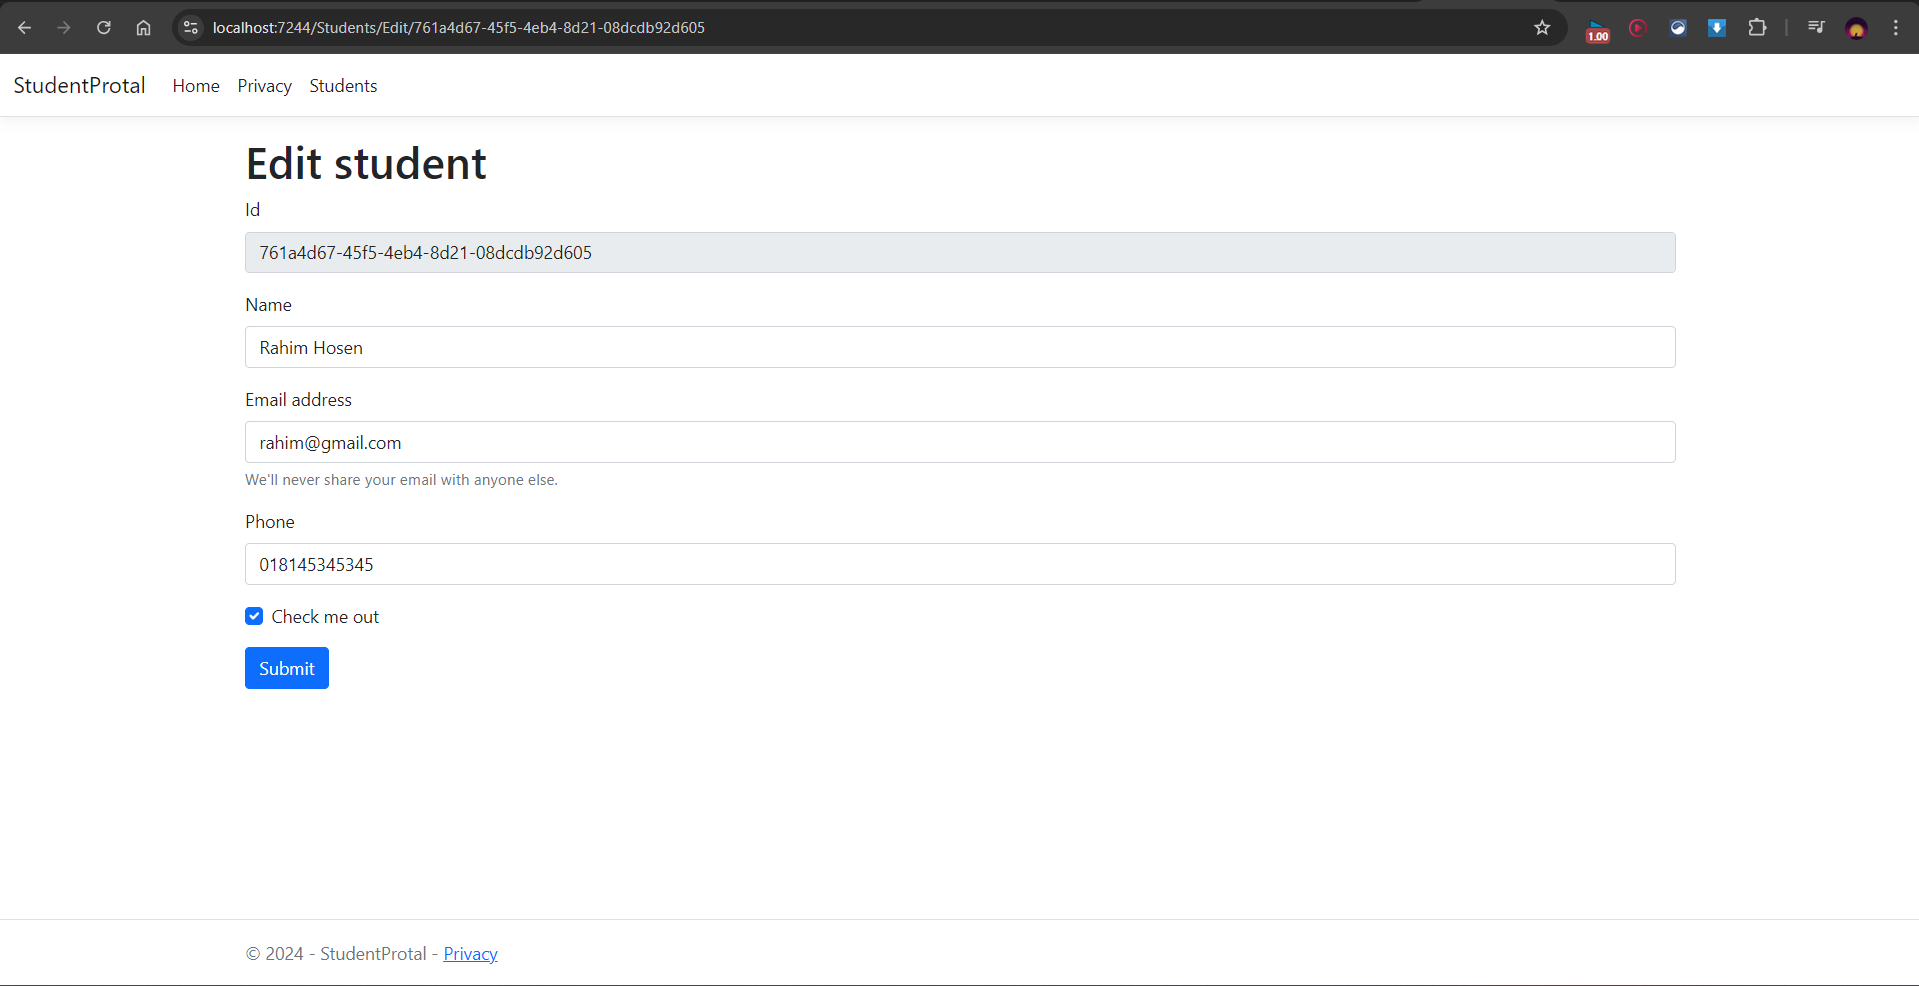 localhost:7244/Students/Edit/761a4d67-45f5-4eb4-8d21-08dcdb92d605
1.00
StudentProtal Home Privacy Students
Edit student
Id
761a4d67-45f5-4eb4-8d21-08dcdb92d605
Name
Rahim Hosen
Email address
rahim@gmail.com
We'll never share your email with anyone else.
Phone
018145345345
Check me out
Submit
© 2024 - StudentProtal - Privacy